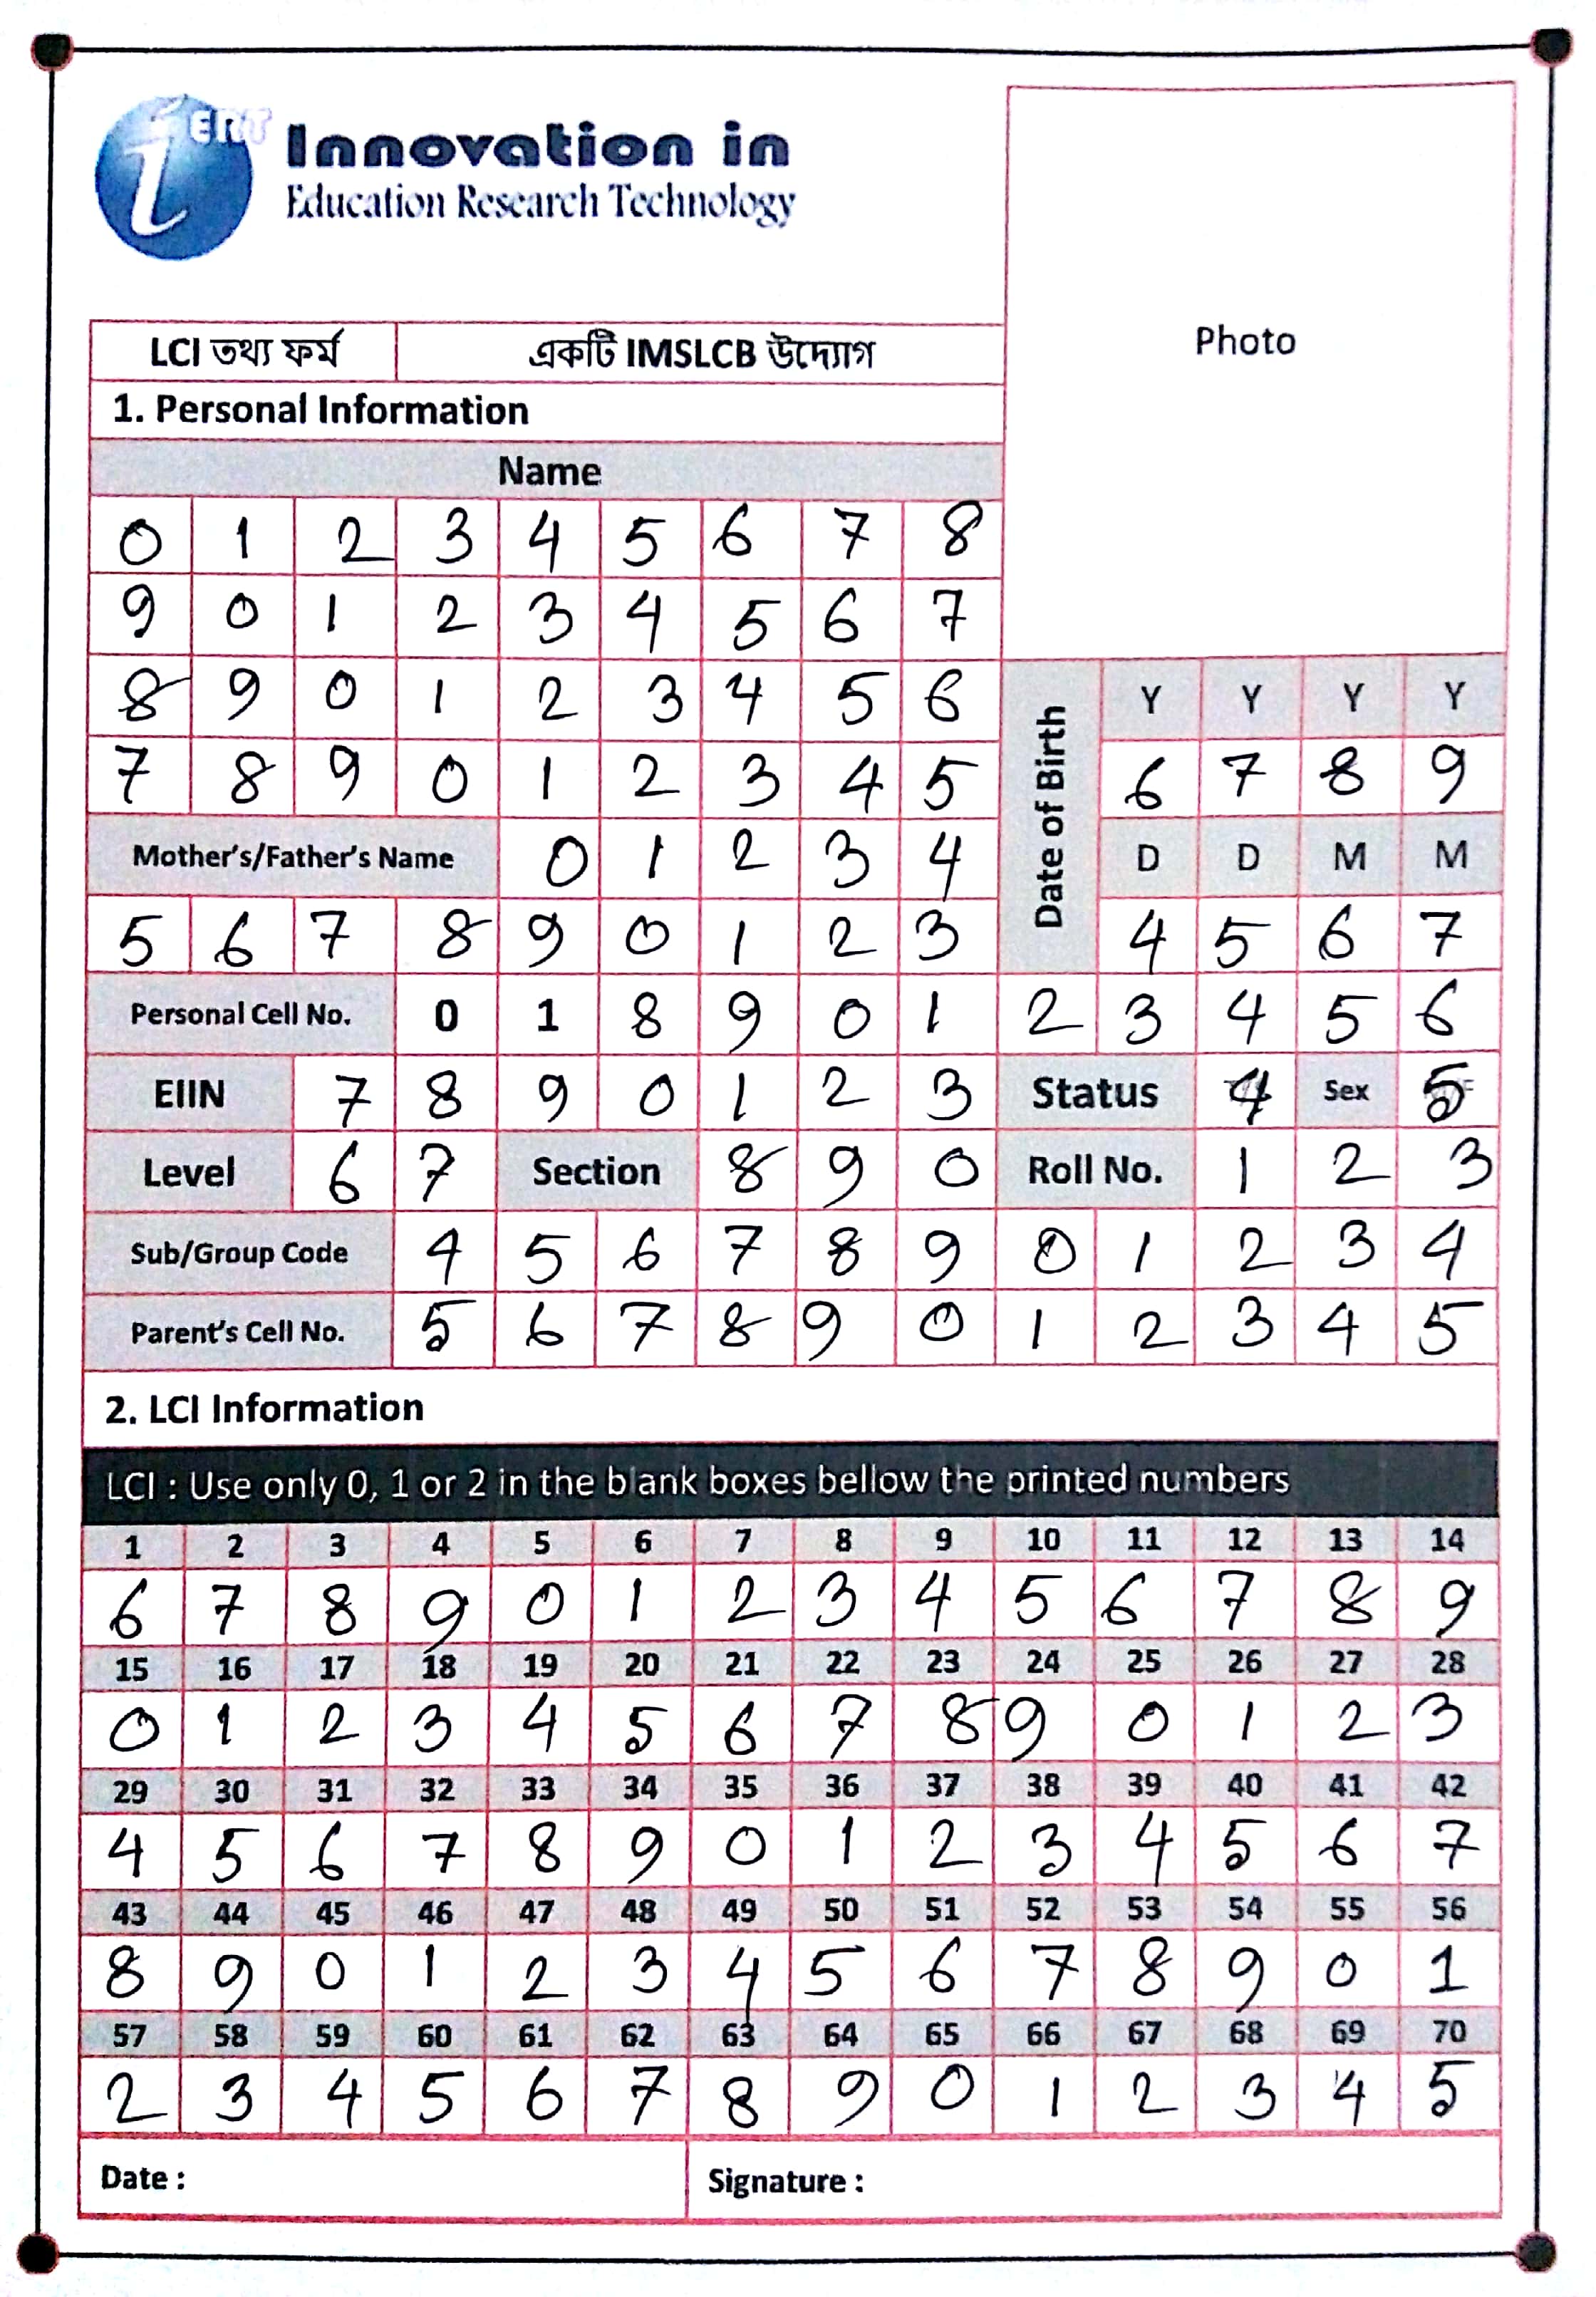 iERT Innovation in
Education Research Technology
Photo
LCI তথ্য ফর্ম একটি IMSLCB উদ্যোগ
1. Personal Information
Name
0 1 2 3 4 5 6 7 8
9 0 1 2 3 4 5 6 7
8 9 0 1 2 3 4 5 6
7 8 9 0 1 2 3 4 5
Date of Birth
Y Y Y Y
6 7 8 9
D D M M
4 5 6 7
Mother's/Father's Name 0 1 2 3 4
5 6 7 8 9 0 1 2 3
Personal Cell No. 0 1 8 9 0 1 2 3 4 5 6
EIIN 7 8 9 0 1 2 3 Status 4 Sex 5
Level 6 7 Section 8 9 0 Roll No. 1 2 3
Sub/Group Code 4 5 6 7 8 9 0 1 2 3 4
Parent's Cell No. 5 6 7 8 9 0 1 2 3 4 5
2. LCI Information
LCI : Use only 0, 1 or 2 in the blank boxes bellow the printed numbers
1 2 3 4 5 6 7 8 9 10 11 12 13 14
6 7 8 9 0 1 2 3 4 5 6 7 8 9
15 16 17 18 19 20 21 22 23 24 25 26 27 28
0 1 2 3 4 5 6 7 8 9 0 1 2 3
29 30 31 32 33 34 35 36 37 38 39 40 41 42
4 5 6 7 8 9 0 1 2 3 4 5 6 7
43 44 45 46 47 48 49 50 51 52 53 54 55 56
8 9 0 1 2 3 4 5 6 7 8 9 0 1
57 58 59 60 61 62 63 64 65 66 67 68 69 70
2 3 4 5 6 7 8 9 0 1 2 3 4 5
Date : Signature :